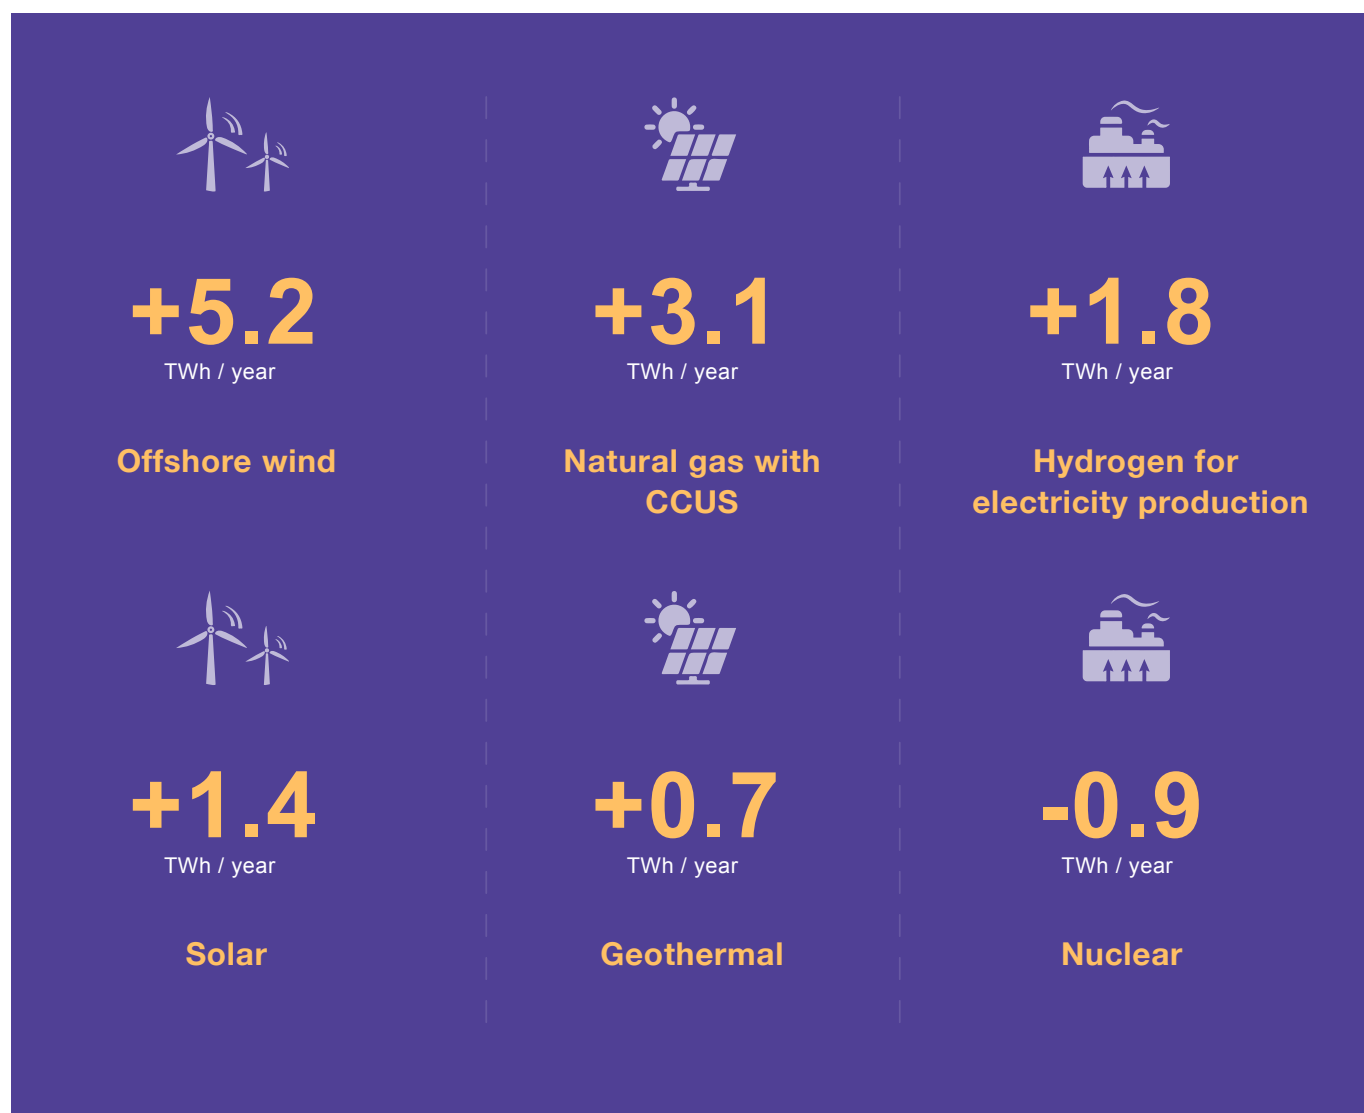 +5.2
TWh / year
Offshore wind
+3.1
TWh / year
Natural gas with
CCUS
+1.8
TWh / year
Hydrogen for
electricity production
+1.4
TWh / year
Solar
+0.7
TWh / year
Geothermal
-0.9
TWh / year
Nuclear